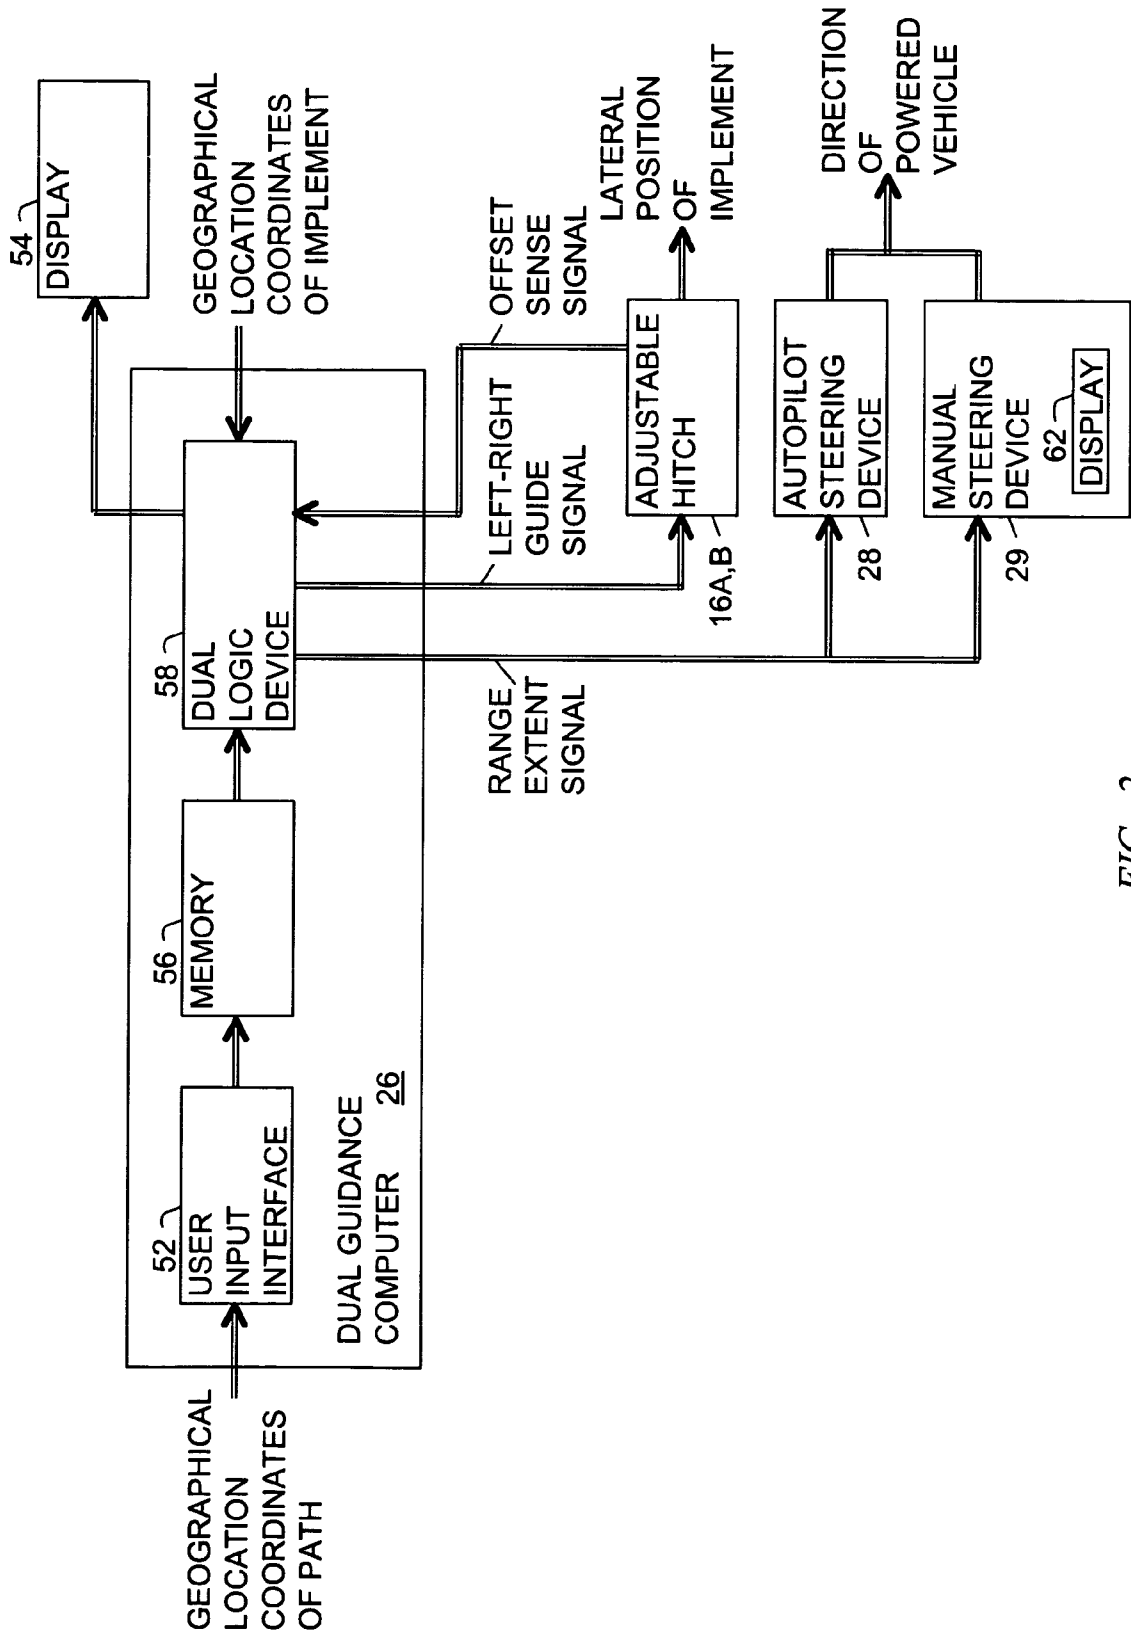 54
DISPLAY
GEOGRAPHICAL
LOCATION
COORDINATES
OF IMPLEMENT
58
DUAL
LOGIC
DEVICE
56
MEMORY
52
USER
INPUT
INTERFACE
DUAL GUIDANCE
COMPUTER 26
GEOGRAPHICAL
LOCATION
COORDINATES
OF PATH
RANGE
EXTENT
SIGNAL
LEFT-RIGHT
GUIDE
SIGNAL
OFFSET
SENSE
SIGNAL
ADJUSTABLE
HITCH
16A,B
LATERAL
POSITION
OF
IMPLEMENT
AUTOPILOT
STEERING
DEVICE
28
MANUAL
STEERING
DEVICE
62
DISPLAY
29
DIRECTION
OF
POWERED
VEHICLE
FIG.